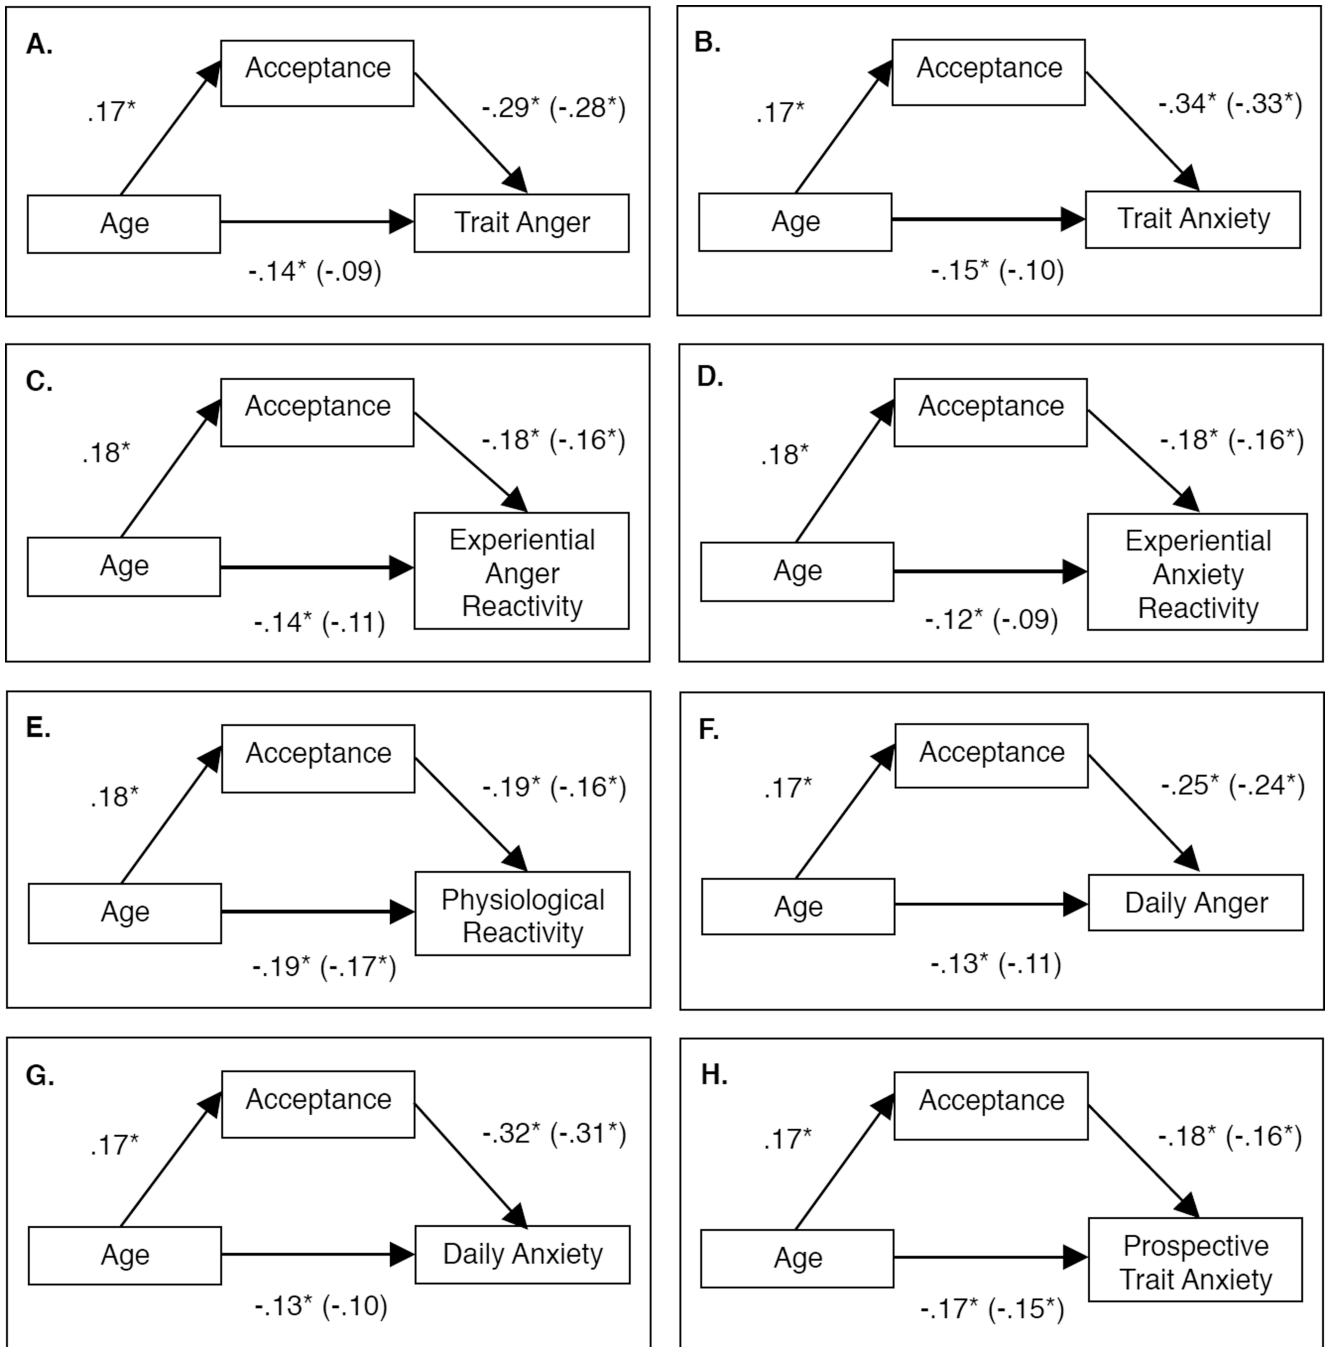 A.
Acceptance
.17*
-.29* (-.28*)
Age
Trait Anger
-.14* (-.09)
B.
Acceptance
.17*
-.34* (-.33*)
Age
Trait Anxiety
-.15* (-.10)
C.
Acceptance
.18*
-.18* (-.16*)
Age
Experiential
Anger
Reactivity
-.14* (-.11)
D.
Acceptance
.18*
-.18* (-.16*)
Age
Experiential
Anxiety
Reactivity
-.12* (-.09)
E.
Acceptance
.18*
-.19* (-.16*)
Age
Physiological
Reactivity
-.19* (-.17*)
F.
Acceptance
.17*
-.25* (-.24*)
Age
Daily Anger
-.13* (-.11)
G.
Acceptance
.17*
-.32* (-.31*)
Age
Daily Anxiety
-.13* (-.10)
H.
Acceptance
.17*
-.18* (-.16*)
Age
Prospective
Trait Anxiety
-.17* (-.15*)